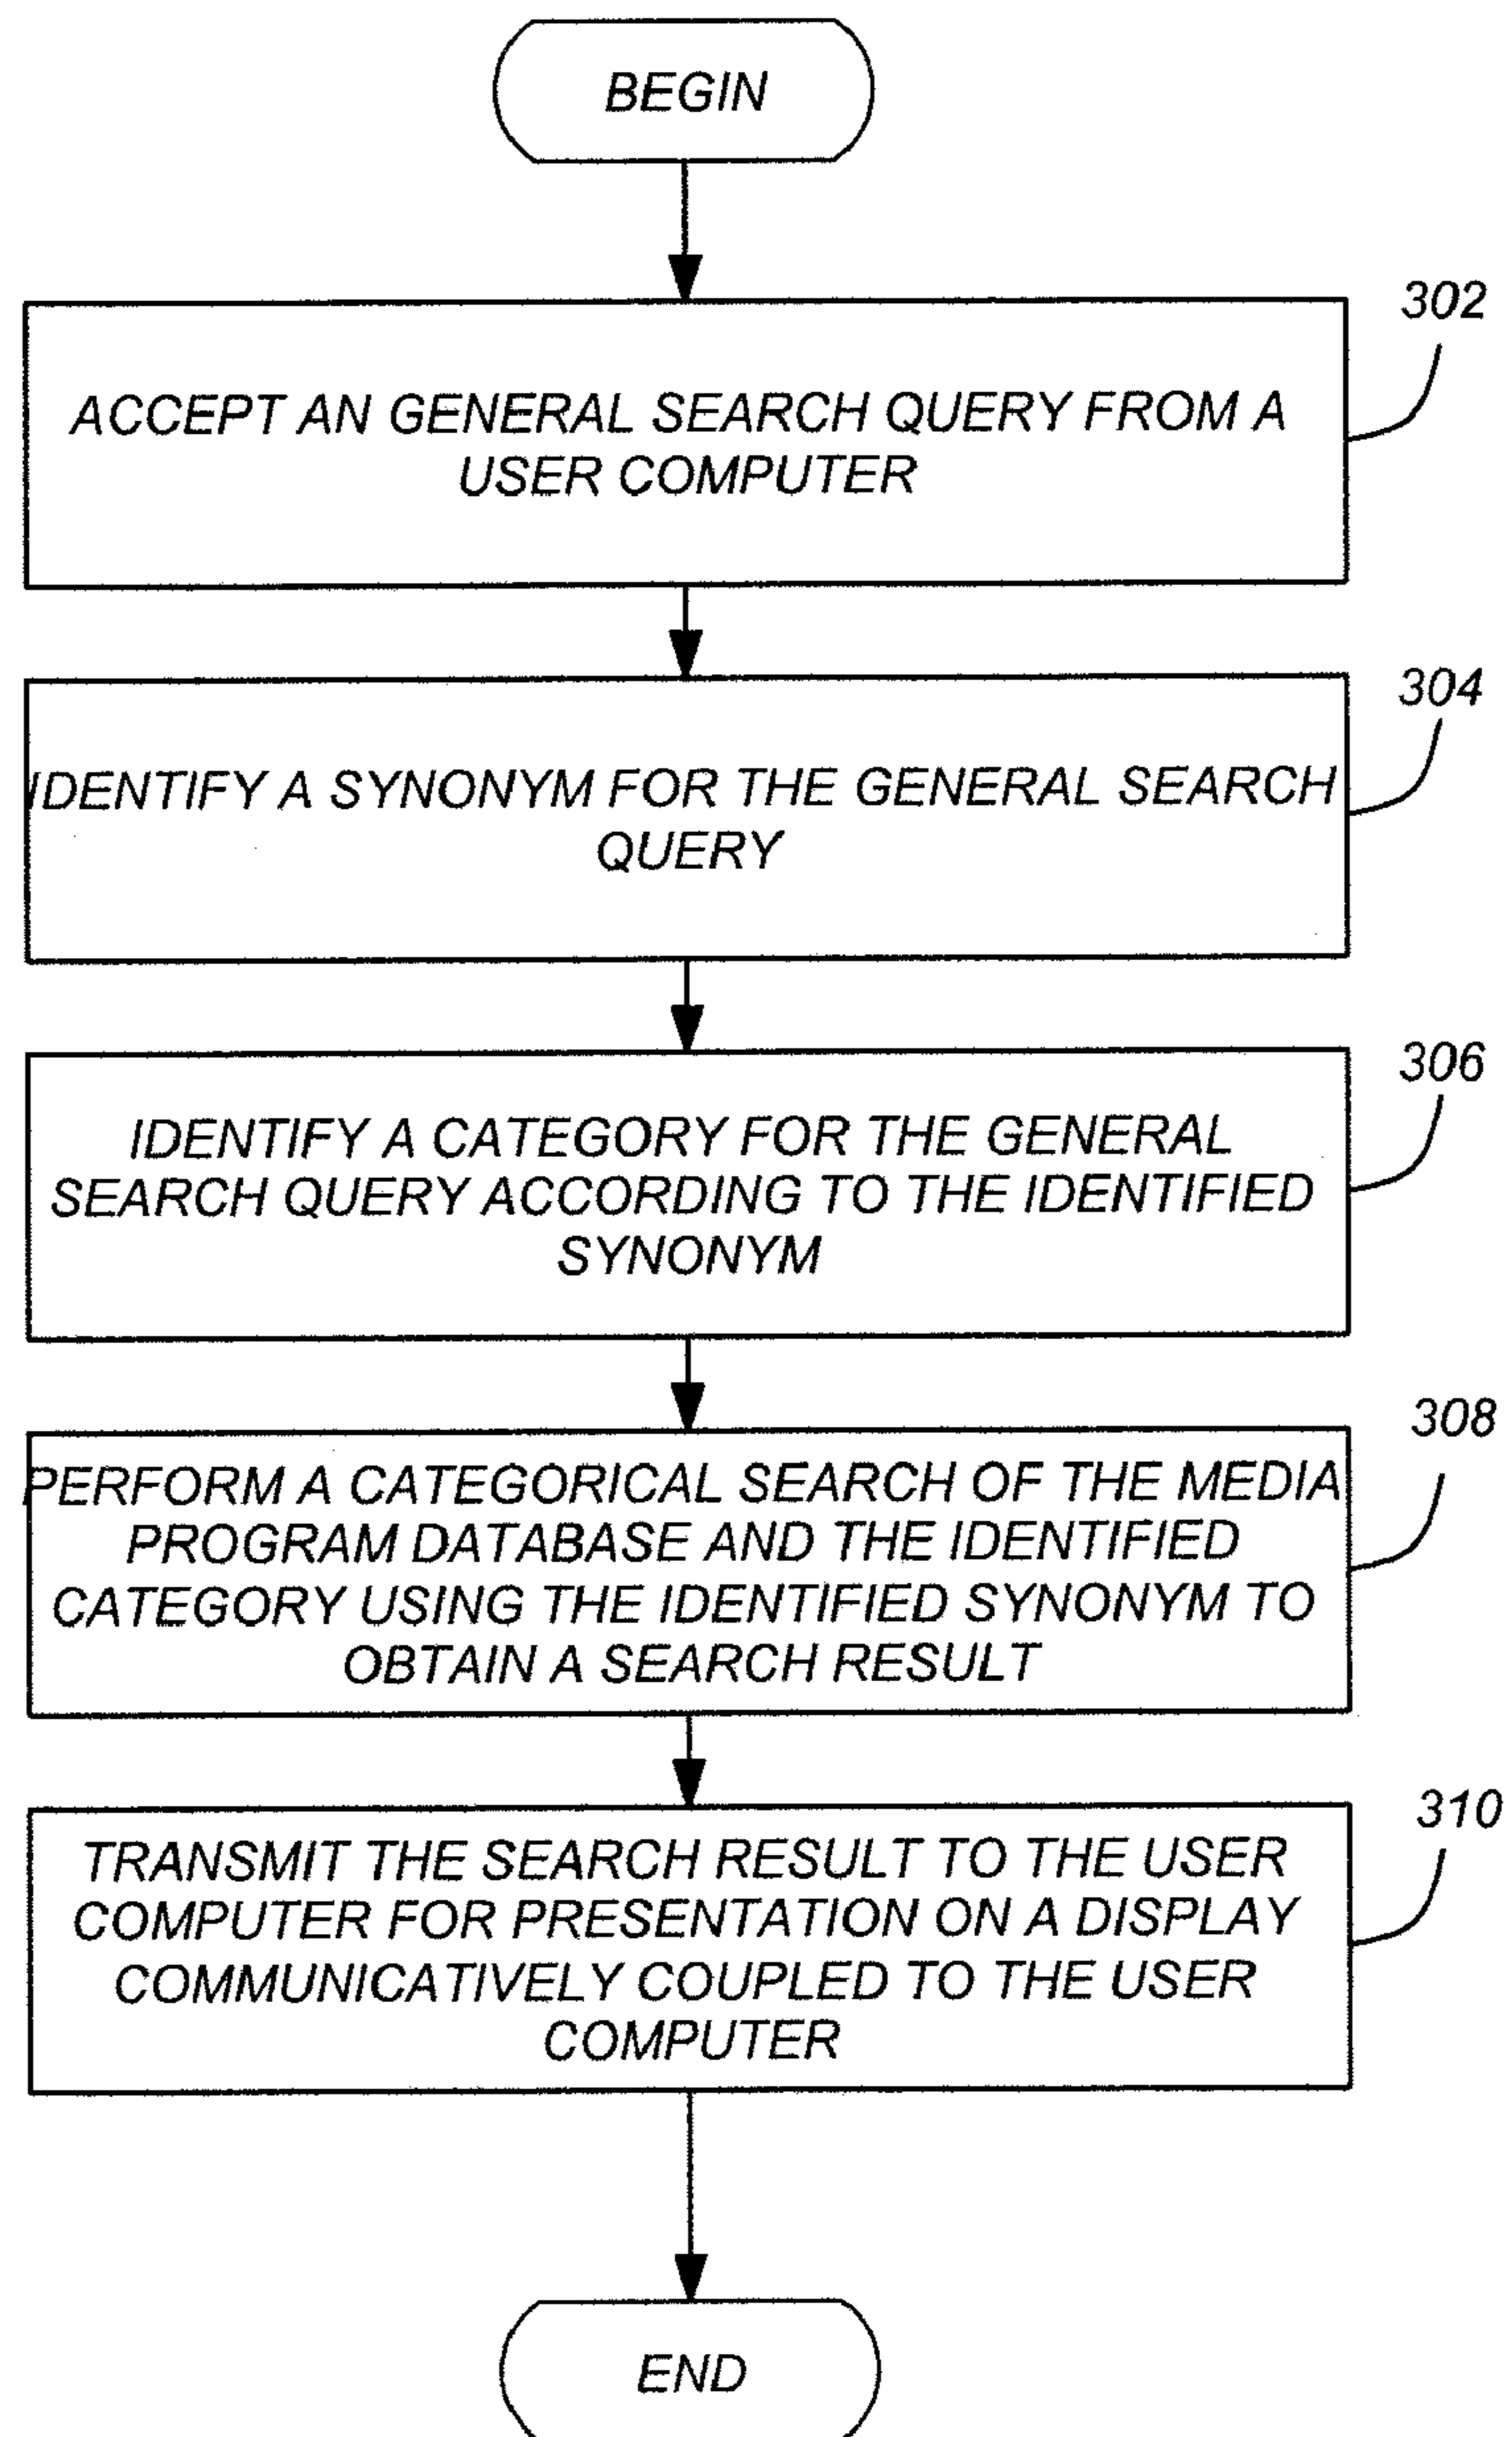 BEGIN
302
ACCEPT AN GENERAL SEARCH QUERY FROM A
USER COMPUTER
304
IDENTIFY A SYNONYM FOR THE GENERAL SEARCH
QUERY
306
IDENTIFY A CATEGORY FOR THE GENERAL
SEARCH QUERY ACCORDING TO THE IDENTIFIED
SYNONYM
308
PERFORM A CATEGORICAL SEARCH OF THE MEDIA
PROGRAM DATABASE AND THE IDENTIFIED
CATEGORY USING THE IDENTIFIED SYNONYM TO
OBTAIN A SEARCH RESULT
310
TRANSMIT THE SEARCH RESULT TO THE USER
COMPUTER FOR PRESENTATION ON A DISPLAY
COMMUNICATIVELY COUPLED TO THE USER
COMPUTER
END